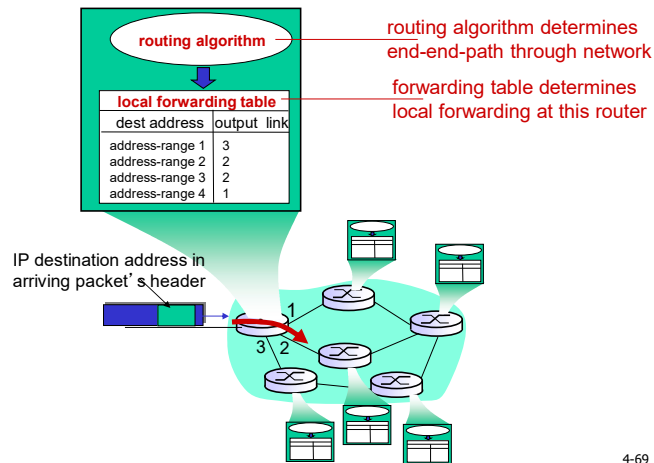 routing algorithm
local forwarding table
dest address output link
address-range 1 3
address-range 2 2
address-range 3 2
address-range 4 1
routing algorithm determines
end-end-path through network
forwarding table determines
local forwarding at this router
IP destination address in
arriving packet’s header
1
3 2
4-69